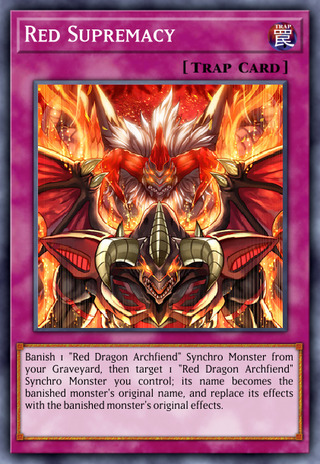 Red Supremacy
TRAP
罠
[Trap Card]
Banish 1 "Red Dragon Archfiend" Synchro Monster from
your Graveyard, then target 1 "Red Dragon Archfiend"
Synchro Monster you control; its name becomes the
banished monster's original name, and replace its effects
with the banished monster's original effects.